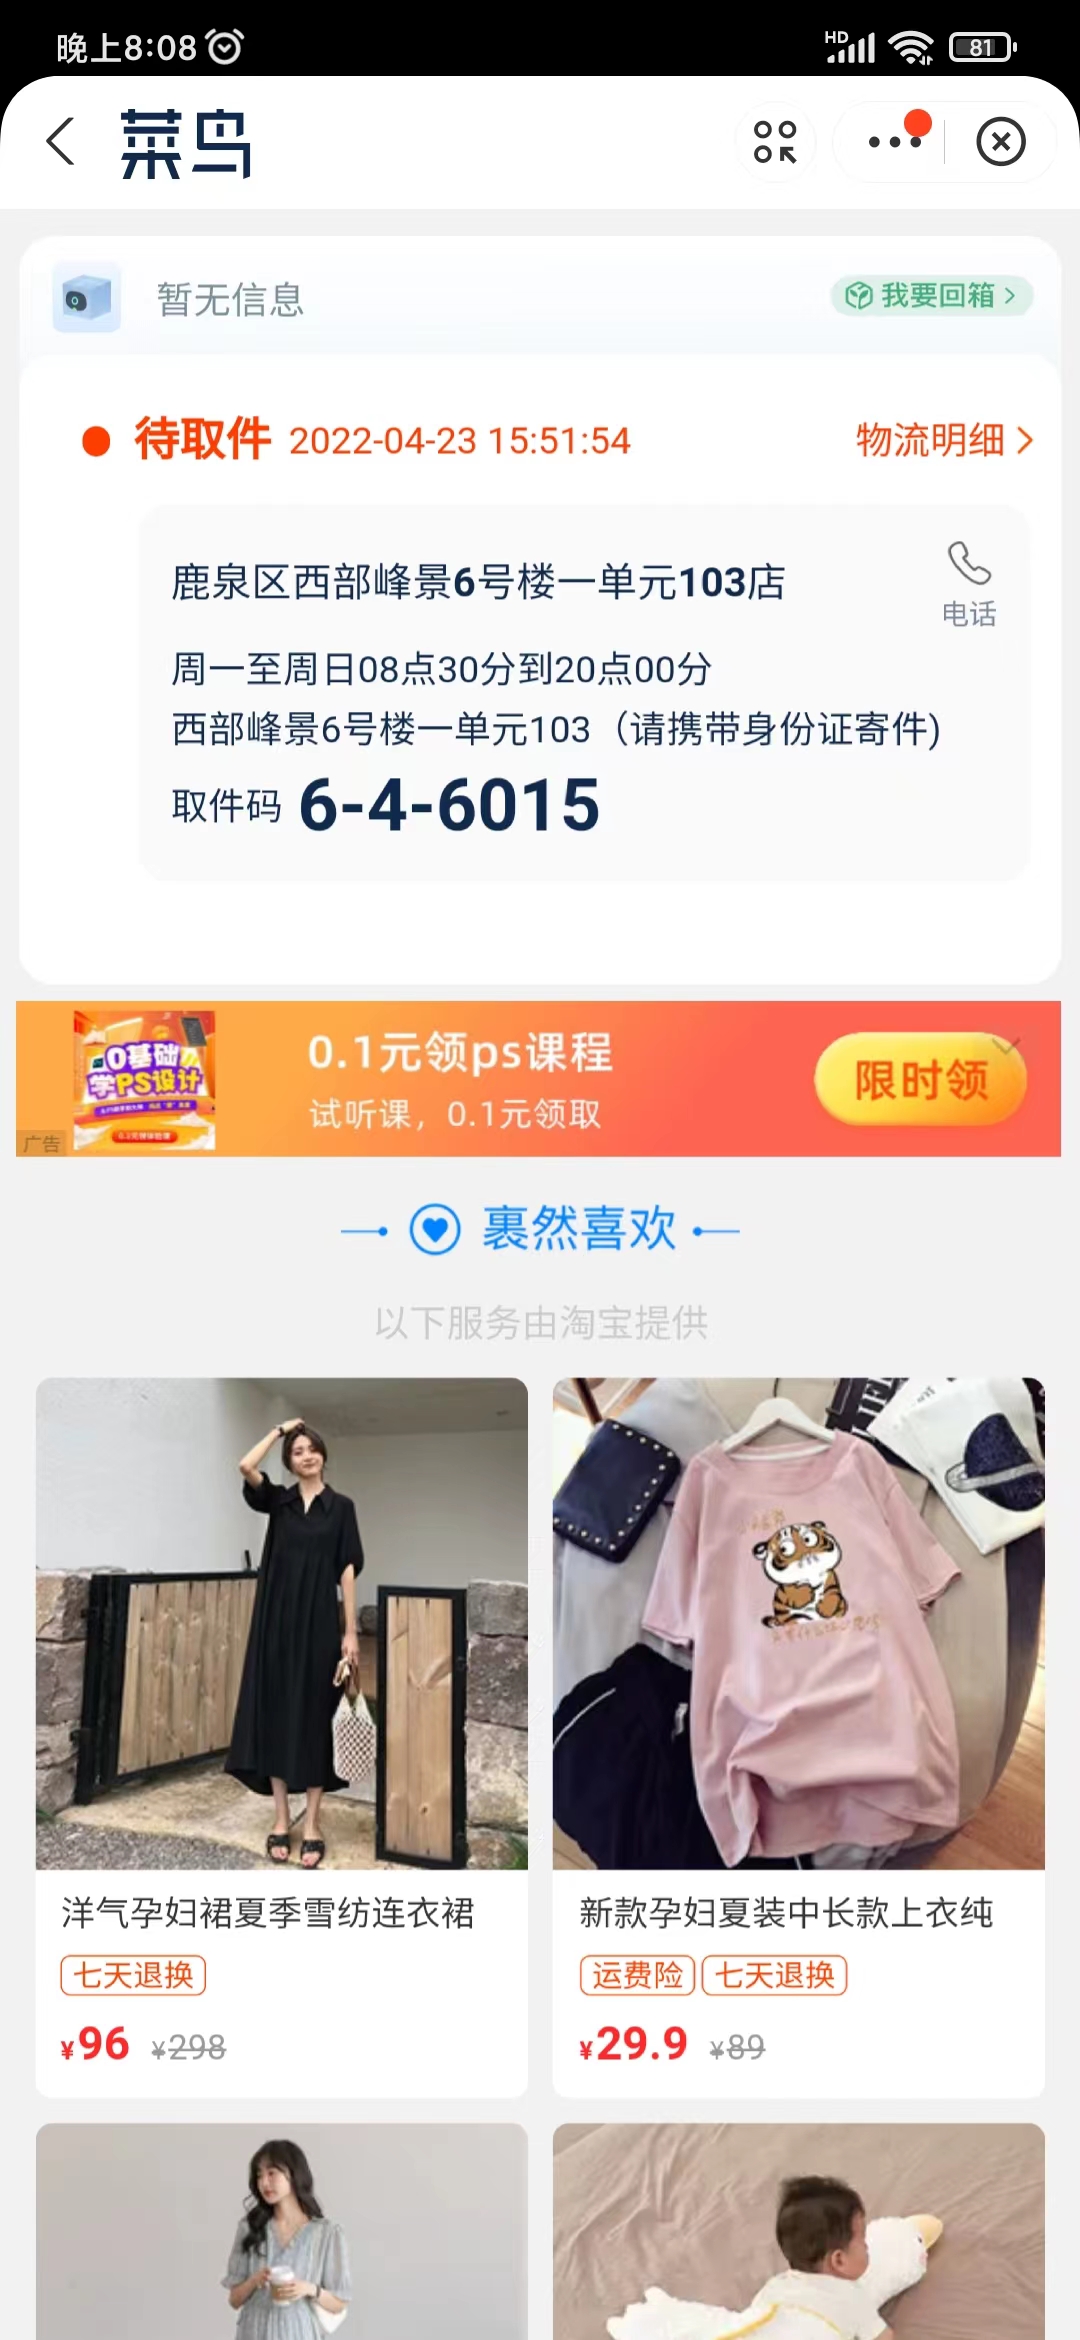 晚上8:08
HD
81
菜鸟
暂无信息
我要回箱
待取件 2022-04-23 15:51:54
物流明细
鹿泉区西部峰景6号楼一单元103店
电话
周一至周日08点30分到20点00分
西部峰景6号楼一单元103（请携带身份证寄件)
取件码 6-4-6015
0基础
学PS设计
0.1元领ps课程
试听课，0.1元领取
限时领
广告
裹然喜欢
以下服务由淘宝提供
洋气孕妇裙夏季雪纺连衣裙
七天退换
¥96 ¥298
新款孕妇夏装中长款上衣纯
运费险 七天退换
¥29.9 ¥89